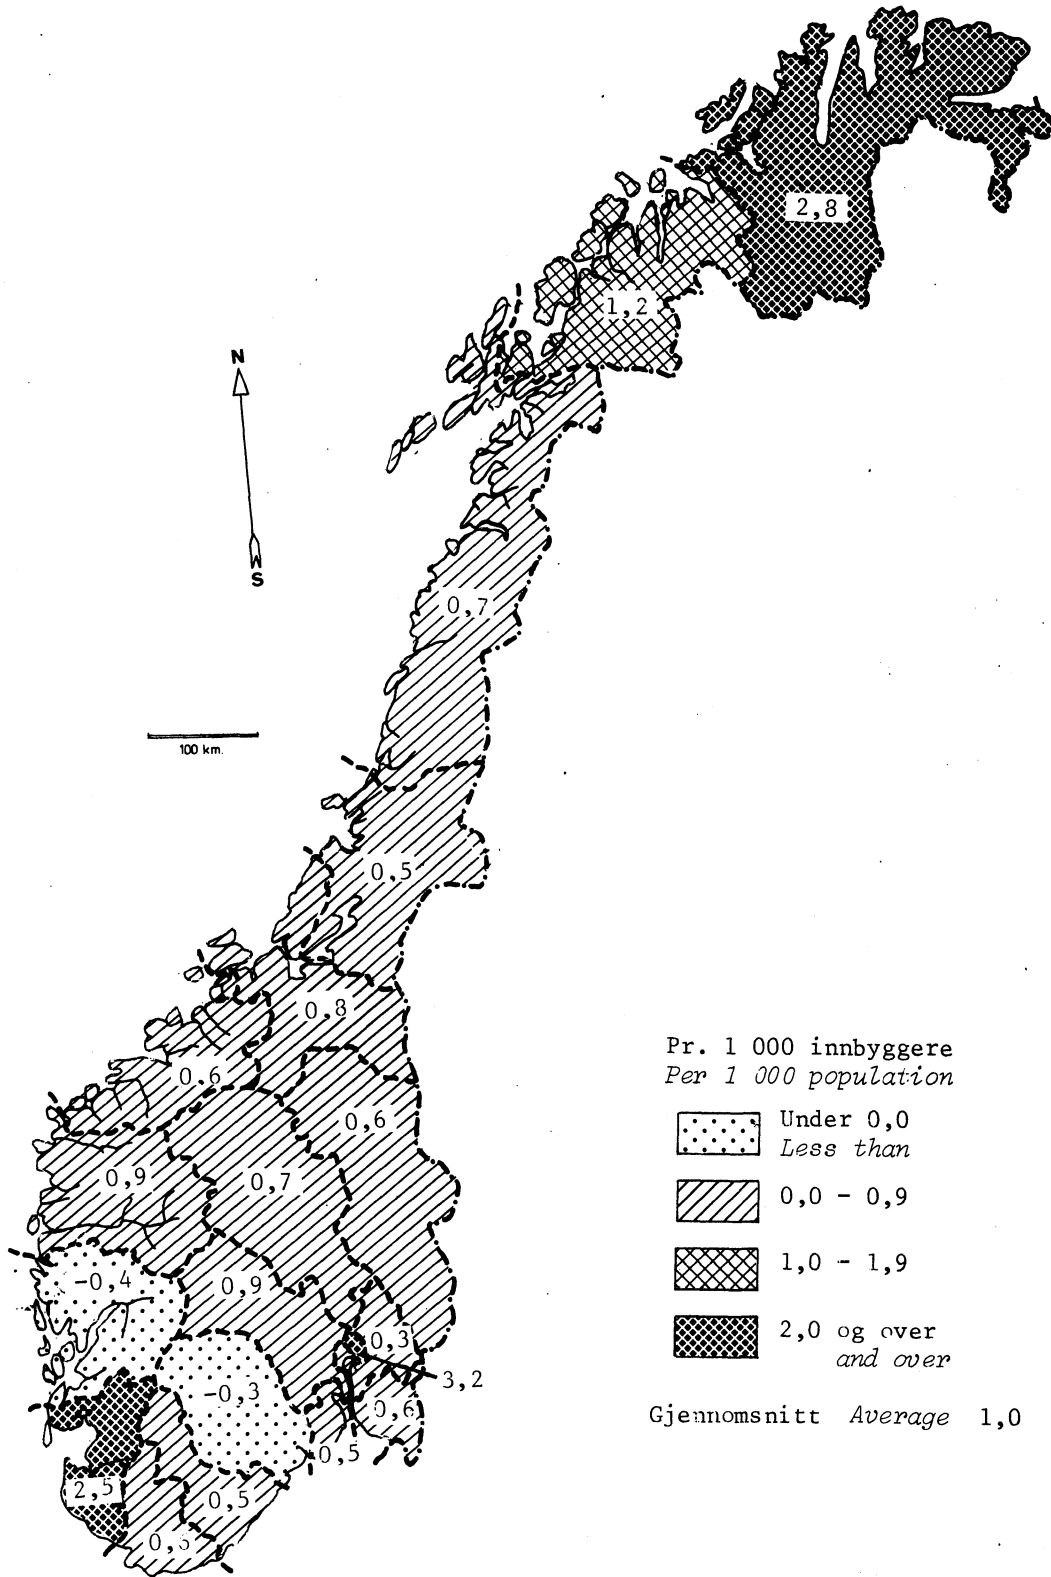 2,8
1,2
N
S
0,7
100 km.
0,5
0,8
0,6
0,6
0,9
0,7
-0,4
0,9
0,3
3,2
-0,3
0,6
0,5
2,5
0,5
Pr. 1 000 innbyggere
Per 1 000 population
Under 0,0
Less than
0,0 - 0,9
1,0 - 1,9
2,0 og over
and over
Gjennomsnitt Average 1,0